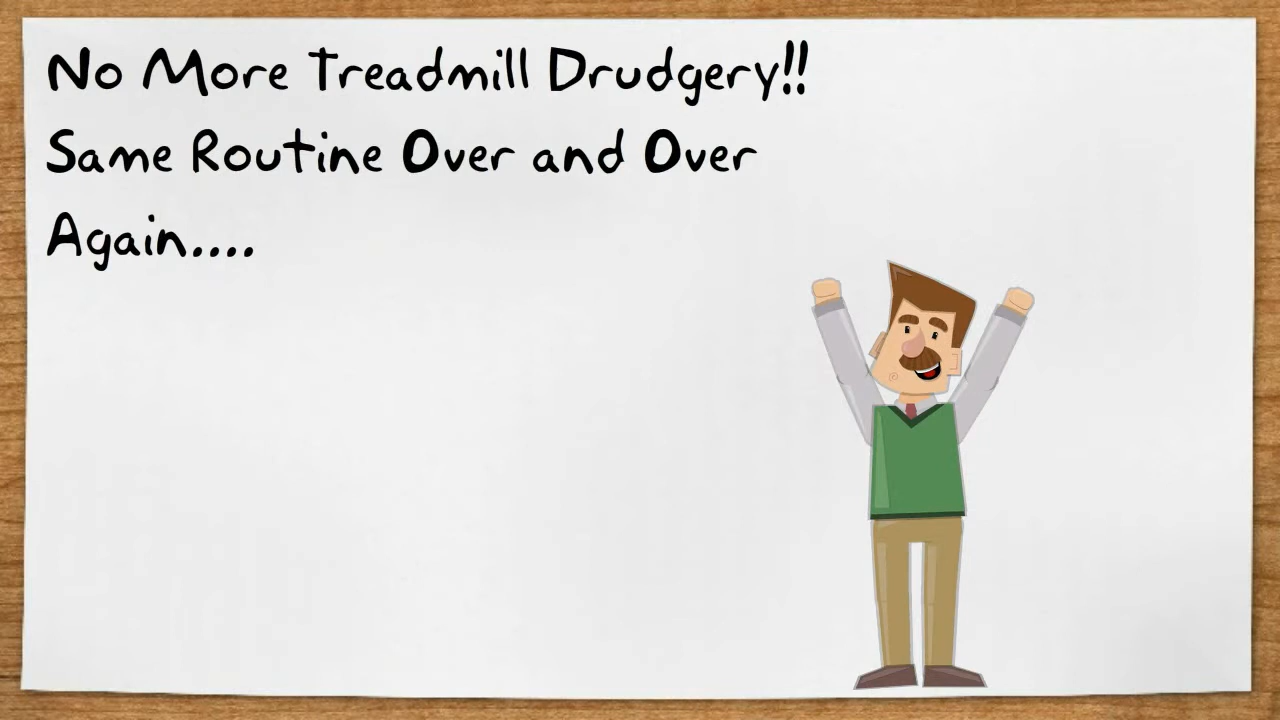 No More Treadmill Drudgery!!
Same Routine Over and Over
Again....